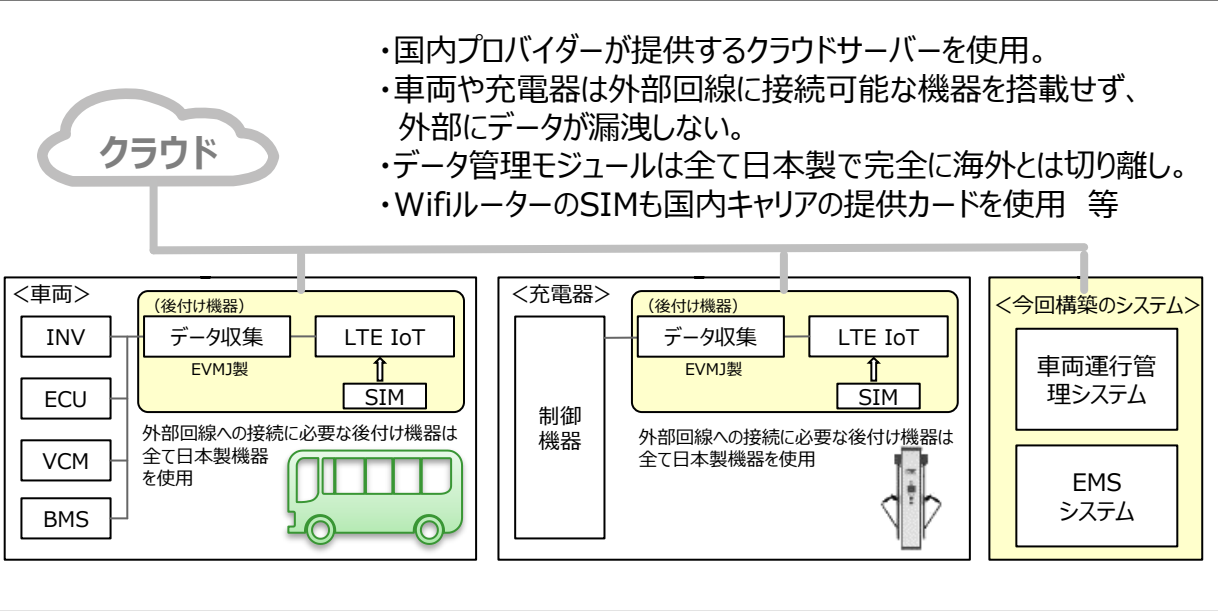 ・国内プロバイダーが提供するクラウドサーバーを使用。
・車両や充電器は外部回線に接続可能な機器を搭載せず、
外部にデータが漏洩しない。
・データ管理モジュールは全て日本製で完全に海外とは切り離し。
・WifiルーターのSIMも国内キャリアの提供カードを使用　等
クラウド
＜車両＞
INV
ECU
VCM
BMS
（後付け機器）
データ収集
LTE IoT
EVMJ製
SIM
外部回線への接続に必要な後付け機器は
全て日本製機器
を使用
＜充電器＞
制御
機器
（後付け機器）
データ収集
LTE IoT
EVMJ製
SIM
外部回線への接続に必要な後付け機器は
全て日本製機器を使用
＜今回構築のシステム＞
車両運行管
理システム
EMS
システム